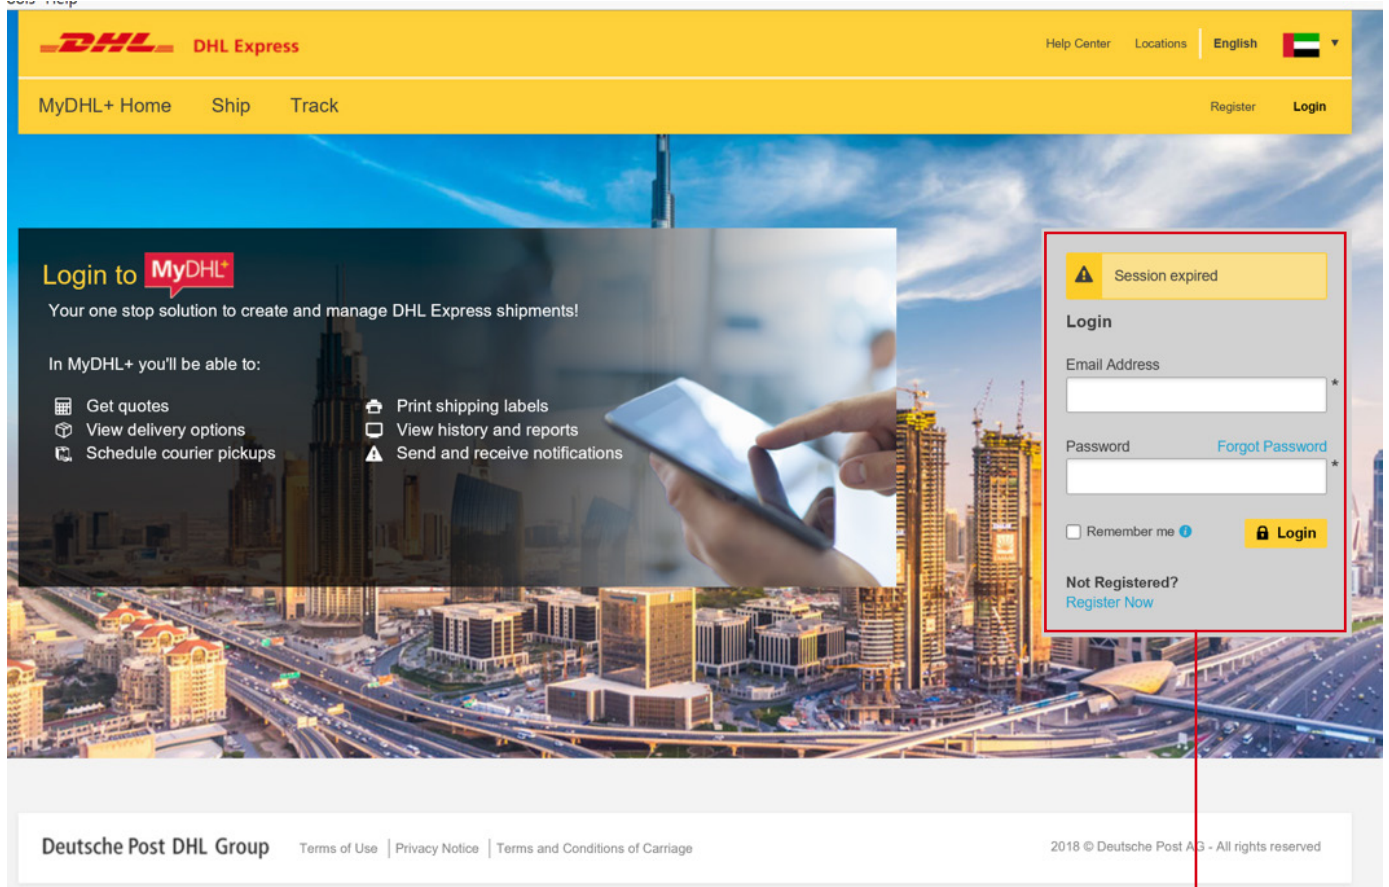 Tools Help
DHL DHL Express
Help Center Locations English
MyDHL+ Home Ship Track
Register Login
Login to MyDHL+
Your one stop solution to create and manage DHL Express shipments!
In MyDHL+ you'll be able to:
Get quotes
View delivery options
Schedule courier pickups
Print shipping labels
View history and reports
Send and receive notifications
Session expired
Login
Email Address
*
Password Forgot Password
*
Remember me i
Login
Not Registered?
Register Now
Deutsche Post DHL Group Terms of Use | Privacy Notice | Terms and Conditions of Carriage
2018 © Deutsche Post AG - All rights reserved